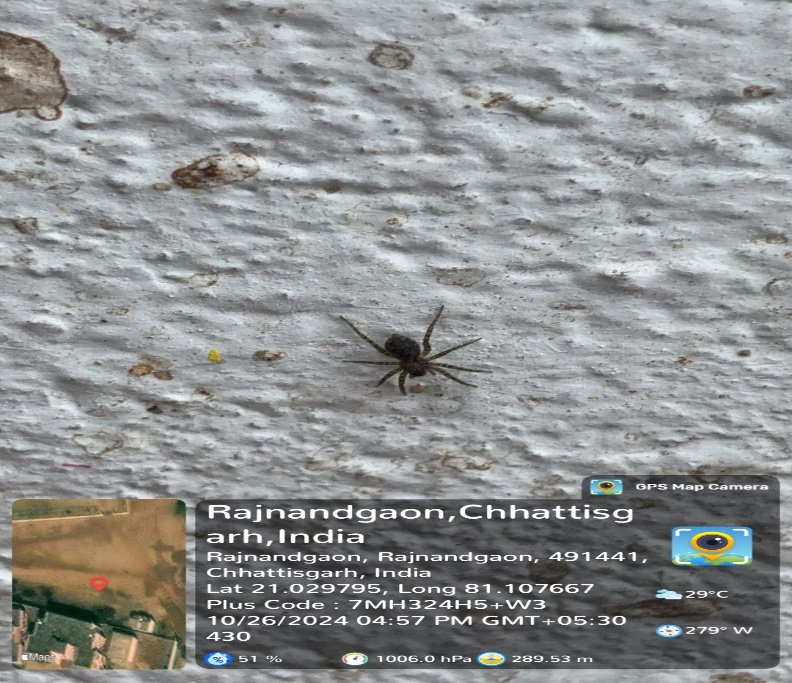 GPS Map Camera
Rajnandgaon,Chhattisg
arh,India
Rajnandgaon, Rajnandgaon, 491441,
Chhattisgarh, India
Lat 21.029795, Long 81.107667
Plus Code : 7MH324H5+W3
10/26/2024 04:57 PM GMT+05:30
430
29°C
279° W
Maps
51 %
1006.0 hPa
289.53 m